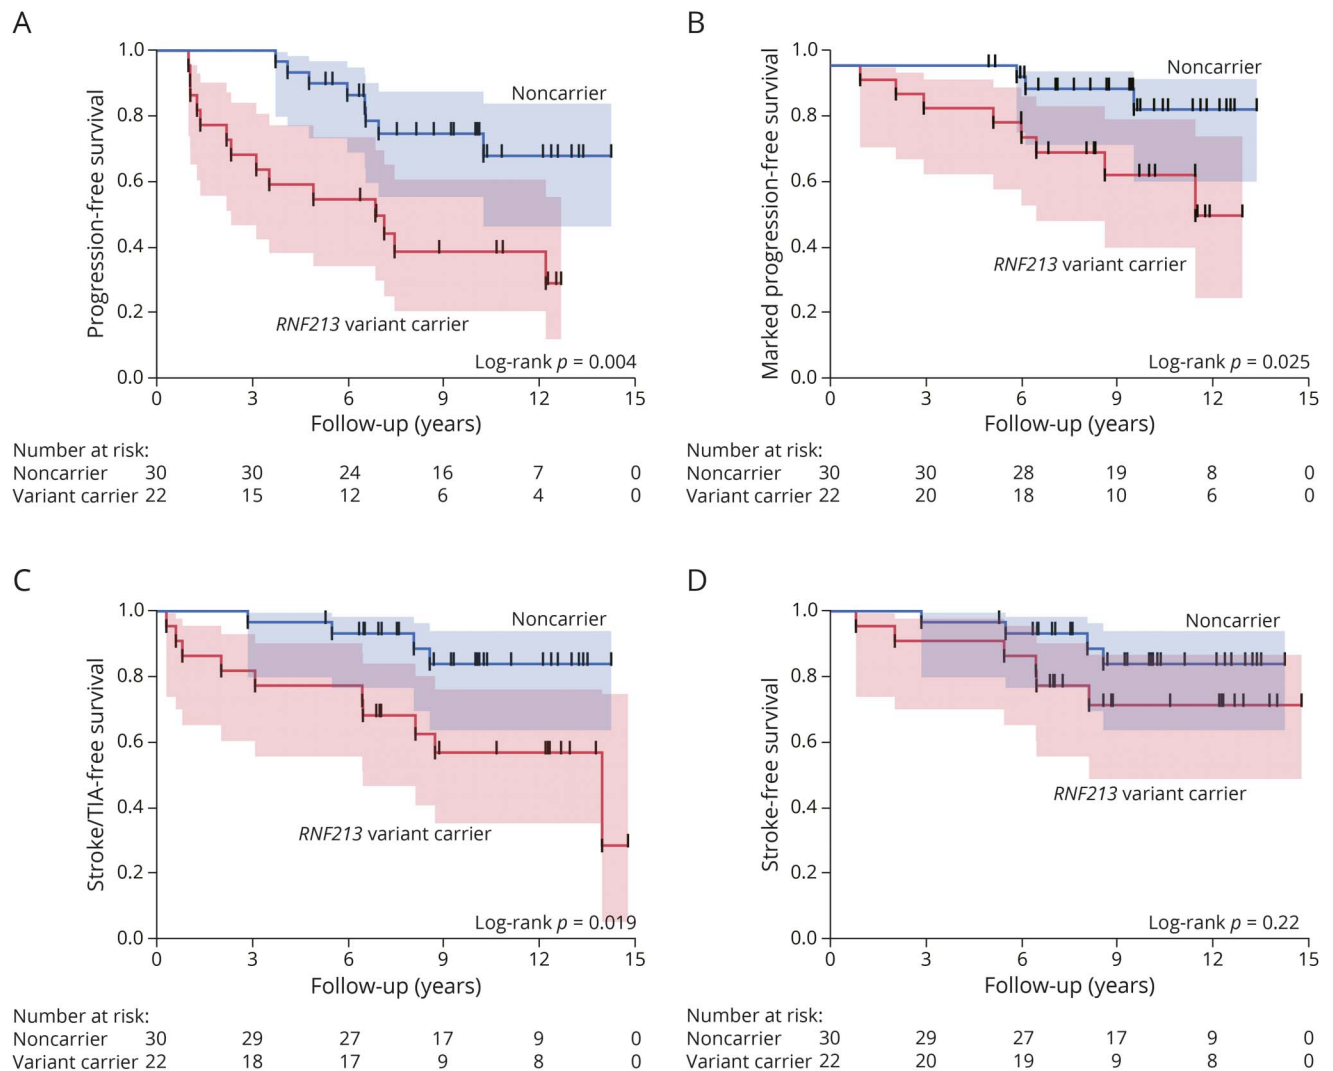 A
Progression-free survival
1.0
0.8
0.6
0.4
0.2
0.0
Noncarrier
RNF213 variant carrier
Log-rank p = 0.004
0 3 6 9 12 15
Follow-up (years)
Number at risk:
Noncarrier 30 30 24 16 7 0
Variant carrier 22 15 12 6 4 0
B
Marked progression-free survival
1.0
0.8
0.6
0.4
0.2
0.0
Noncarrier
RNF213 variant carrier
Log-rank p = 0.025
0 3 6 9 12 15
Follow-up (years)
Number at risk:
Noncarrier 30 30 28 19 8 0
Variant carrier 22 20 18 10 6 0
C
Stroke/TIA-free survival
1.0
0.8
0.6
0.4
0.2
0.0
Noncarrier
RNF213 variant carrier
Log-rank p = 0.019
0 3 6 9 12 15
Follow-up (years)
Number at risk:
Noncarrier 30 29 27 17 9 0
Variant carrier 22 18 17 9 8 0
D
Stroke-free survival
1.0
0.8
0.6
0.4
0.2
0.0
Noncarrier
RNF213 variant carrier
Log-rank p = 0.22
0 3 6 9 12 15
Follow-up (years)
Number at risk:
Noncarrier 30 29 27 17 9 0
Variant carrier 22 20 19 9 8 0